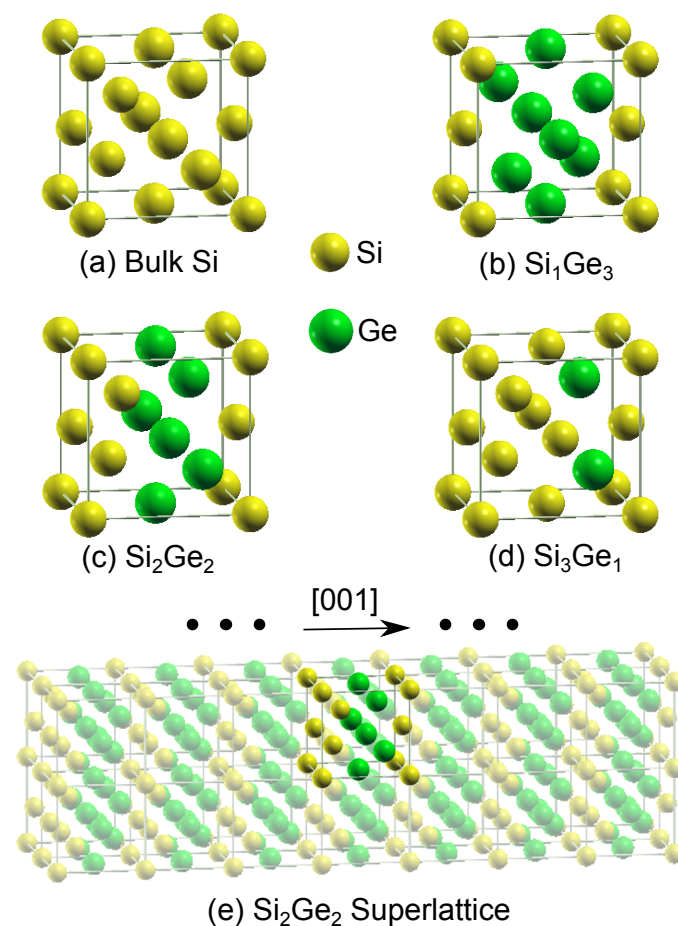 (a) Bulk Si
Si
(b) Si₁Ge₃
Ge
(c) Si₂Ge₂
(d) Si₃Ge₁
[001]
(e) Si₂Ge₂ Superlattice